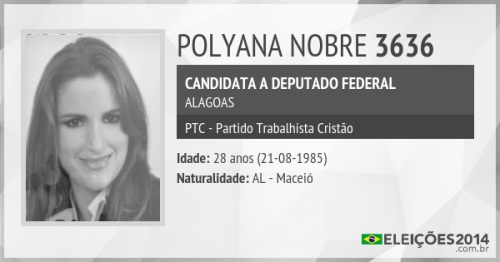 POLYANA NOBRE 3636
CANDIDATA A DEPUTADO FEDERAL
ALAGOAS
PTC - Partido Trabalhista Cristão
Idade: 28 anos (21-08-1985)
Naturalidade: AL - Maceió
ELEIÇÕES2014
.com.br